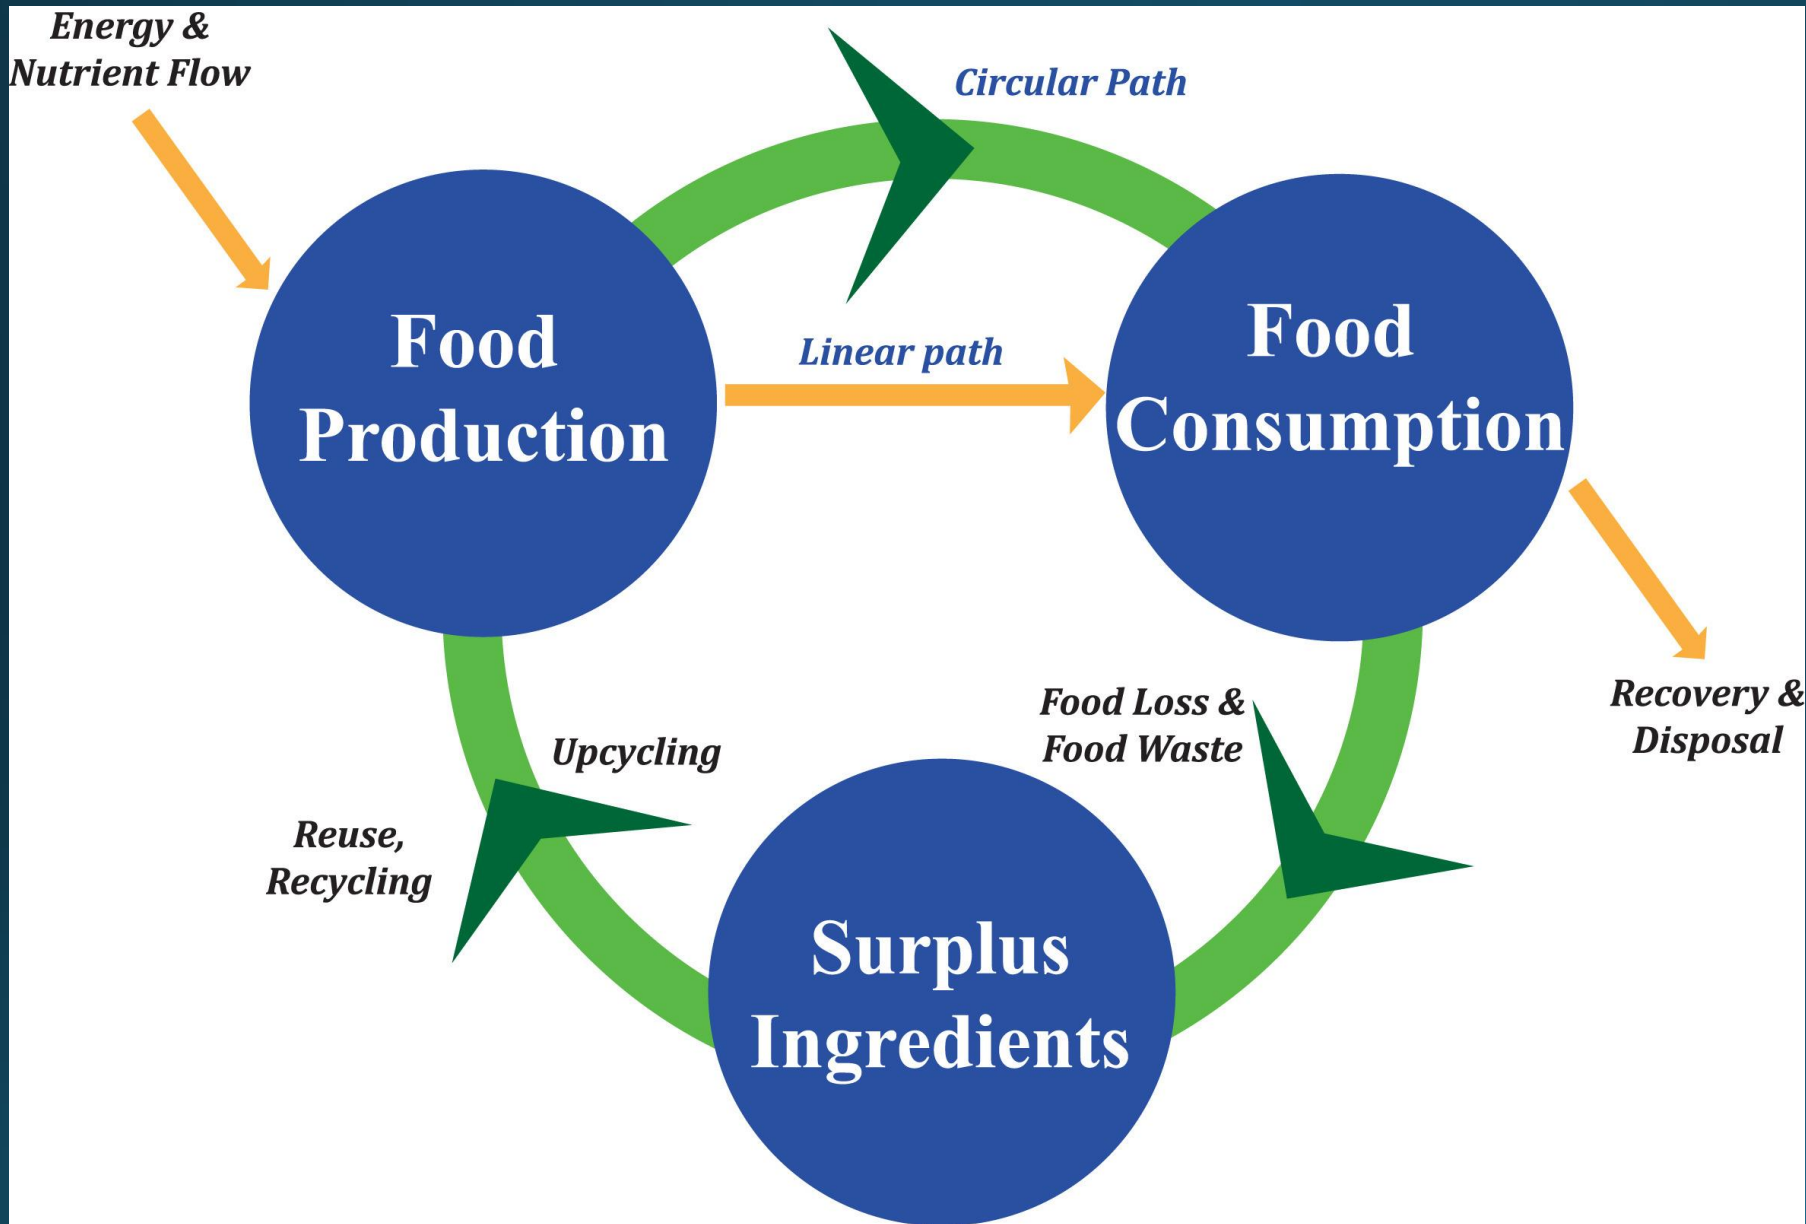 Energy &
Nutrient Flow
Circular Path
Linear path
Food
Production
Food
Consumption
Food Loss &
Food Waste
Recovery &
Disposal
Upcycling
Reuse,
Recycling
Surplus
Ingredients